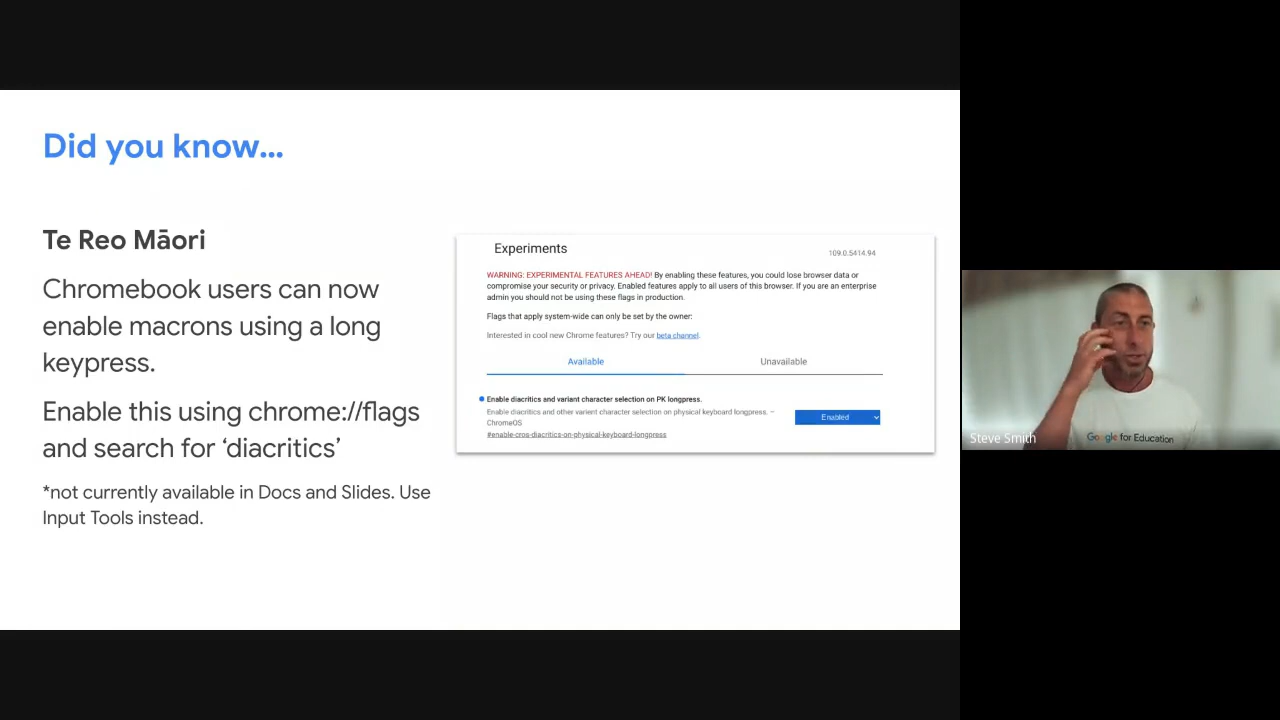 Did you know...
Te Reo Māori
Chromebook users can now
enable macrons using a long
keypress.
Enable this using chrome://flags
and search for ‘diacritics’
*not currently available in Docs and Slides. Use
Input Tools instead.
Experiments
109.0.5414.94
WARNING: EXPERIMENTAL FEATURES AHEAD! By enabling these features, you could lose browser data or
compromise your security or privacy. Enabled features apply to all users of this browser. If you are an enterprise
admin you should not be using these flags in production.
Flags that apply system-wide can only be set by the owner:
Interested in cool new Chrome features? Try our beta channel.
Available
Unavailable
Enable diacritics and variant character selection on PK longpress.
Enable diacritics and other variant character selection on physical keyboard longpress. –
ChromeOS
#enable-cros-diacritics-on-physical-keyboard-longpress
Enabled
Steve Smith
Google for Education